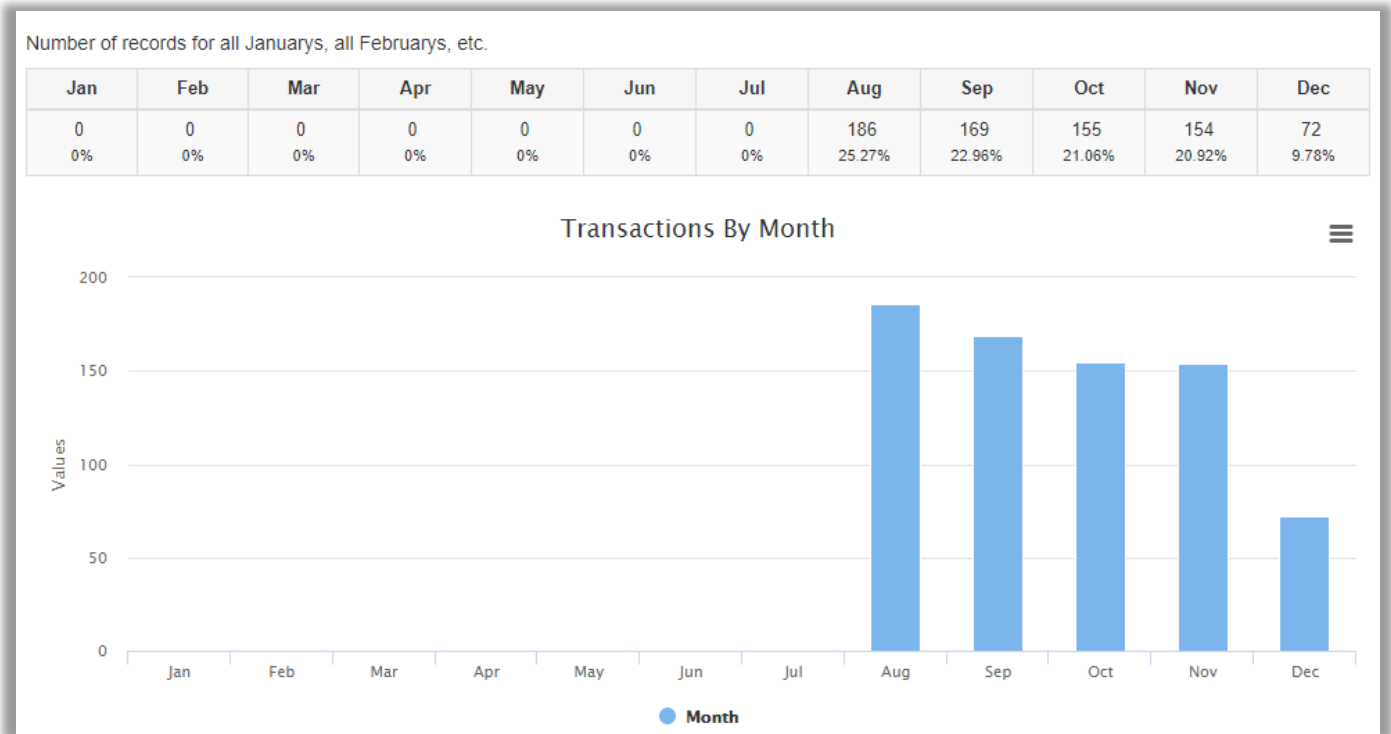 Number of records for all Januarys, all Februarys, etc.
Jan Feb Mar Apr May Jun Jul Aug Sep Oct Nov Dec
0 0 0 0 0 0 0 186 169 155 154 72
0% 0% 0% 0% 0% 0% 0% 25.27% 22.96% 21.06% 20.92% 9.78%
Transactions By Month
200
150
100
50
0
Values
Jan Feb Mar Apr May Jun Jul Aug Sep Oct Nov Dec
Month